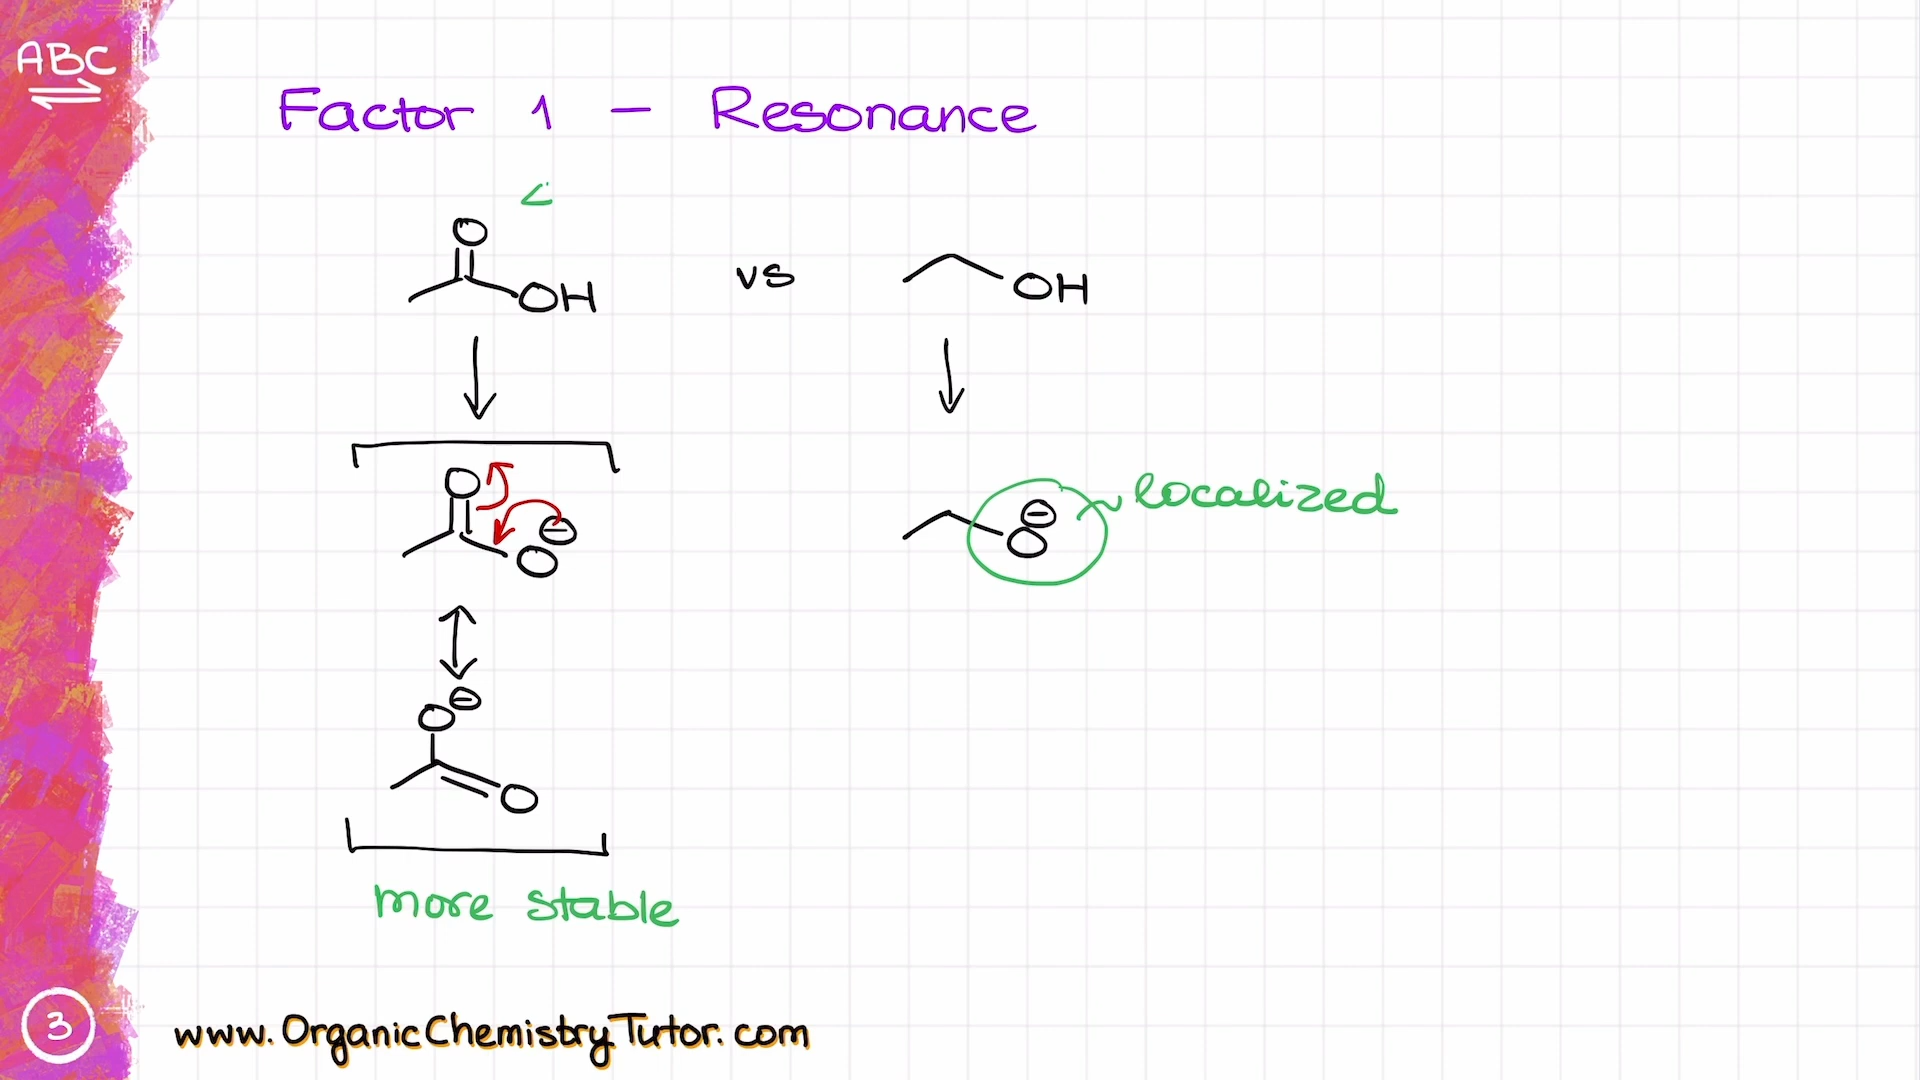 ABC
Factor 1 – Resonance
O
OH vs OH
O ⊖ O
⊖ O localized
O ⊖
O
more stable
3
www.OrganicChemistryTutor.com